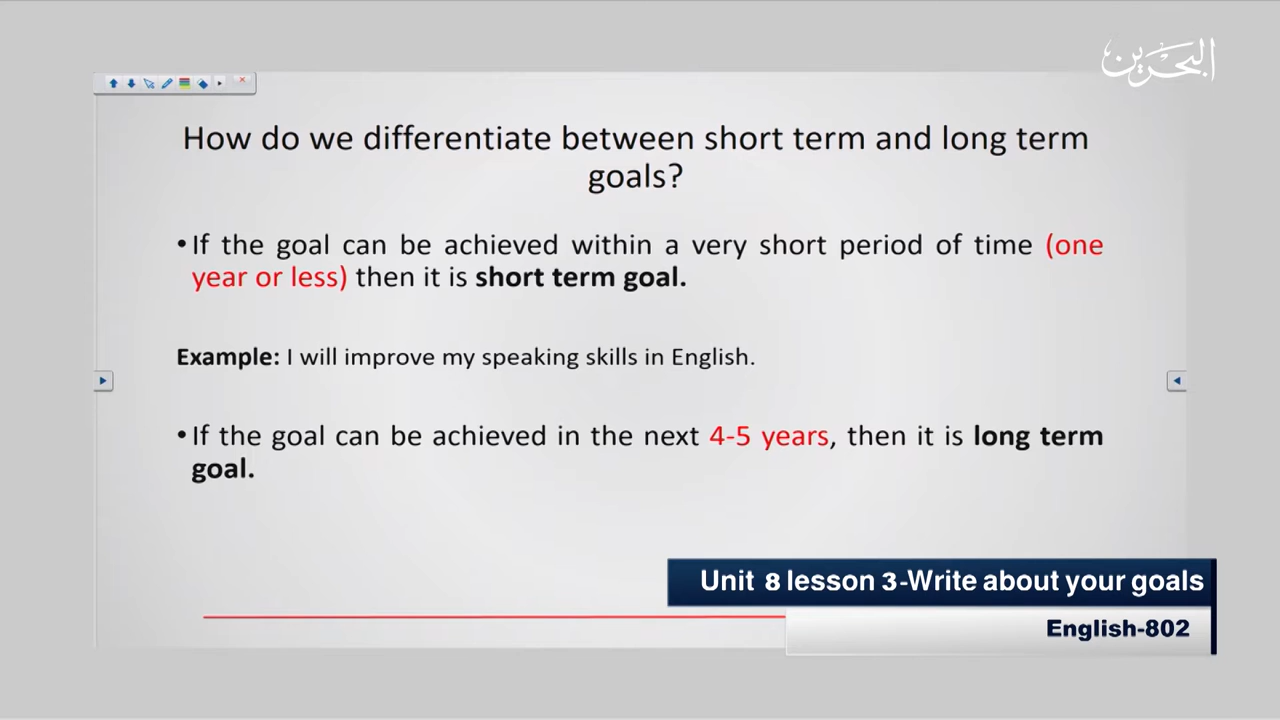 البحرين
How do we differentiate between short term and long term
goals?
•If the goal can be achieved within a very short period of time (one
year or less) then it is short term goal.
Example: I will improve my speaking skills in English.
•If the goal can be achieved in the next 4-5 years, then it is long term
goal.
Unit 8 lesson 3-Write about your goals
English-802